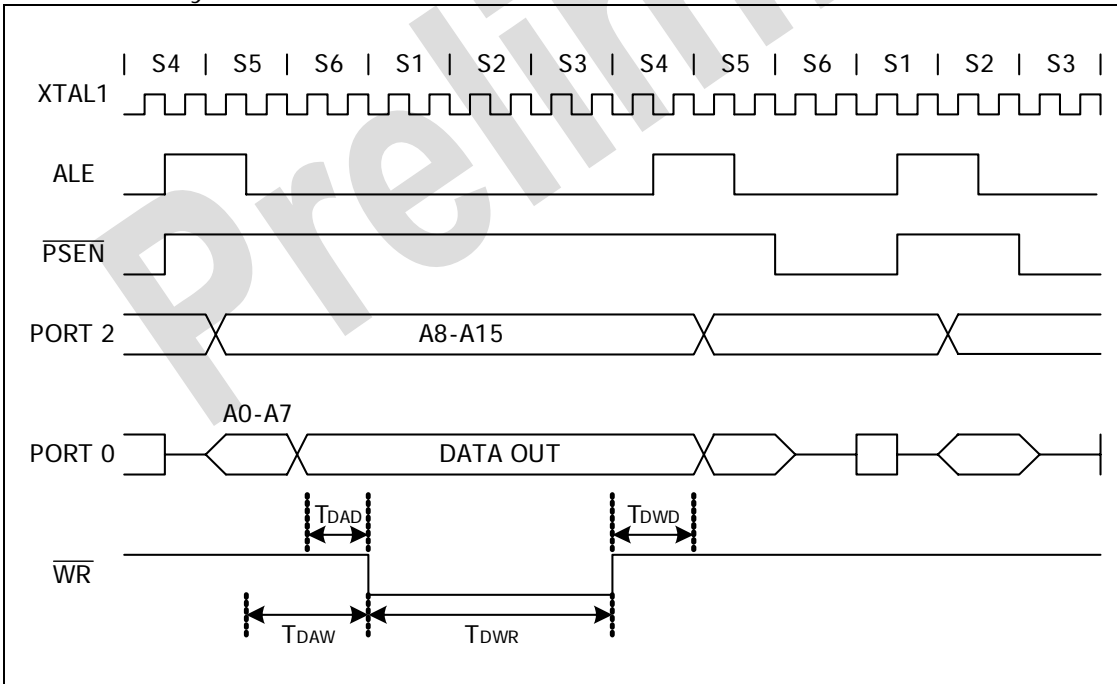 | S4 | S5 | S6 | S1 | S2 | S3 | S4 | S5 | S6 | S1 | S2 | S3 |
XTAL1
ALE
PSEN
PORT 2 A8-A15
A0-A7
PORT 0 DATA OUT
TDAD TDWD
WR
TDAW TDWR